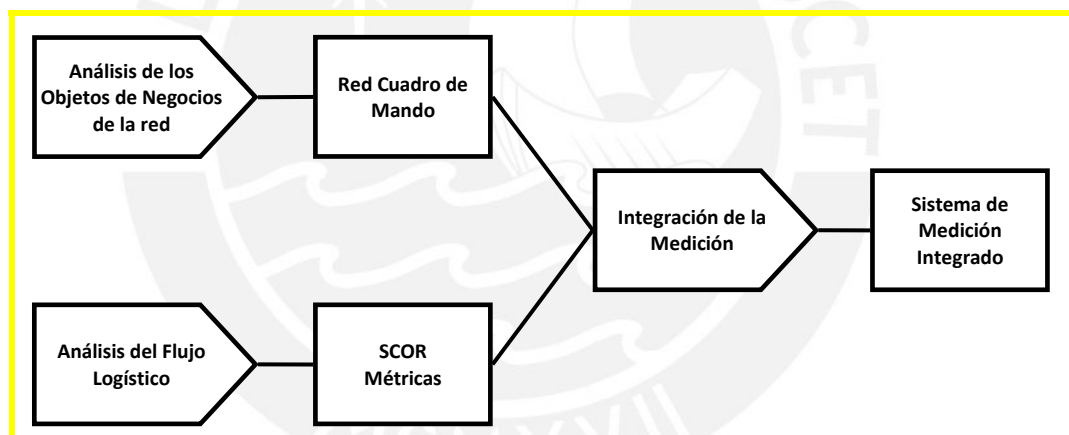 Análisis de los
Objetos de Negocios
de la red
Red Cuadro de
Mando
Integración de la
Medición
Sistema de
Medición
Integrado
Análisis del Flujo
Logístico
SCOR
Métricas